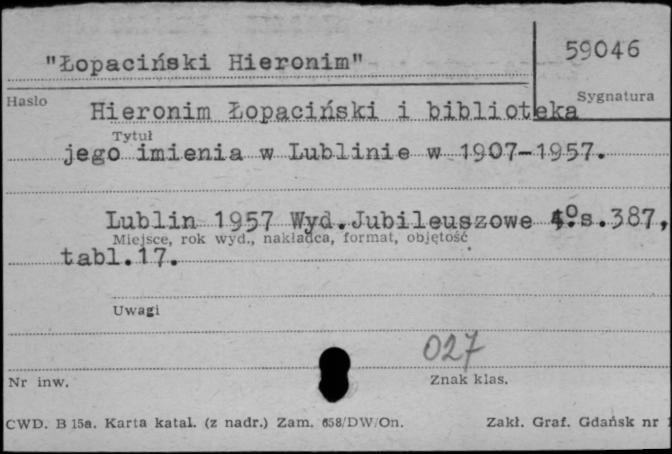 "Łopaciński Hieronim"
59046
Hasło
Sygnatura
Hieronim Łopaciński i biblioteka
Tytuł
jego imienia w Lublinie w 1907-1957.
Lublin 1957 Wyd.Jubileuszowe 4º.s.387,
Miejsce, rok wyd., nakładca, format, objętość
tabl.17.
Uwagi
027
Nr inw.
Znak klas.
CWD. B 15a. Karta katal. (z nadr.) Zam. 658/DW/On.
Zakł. Graf. Gdańsk nr